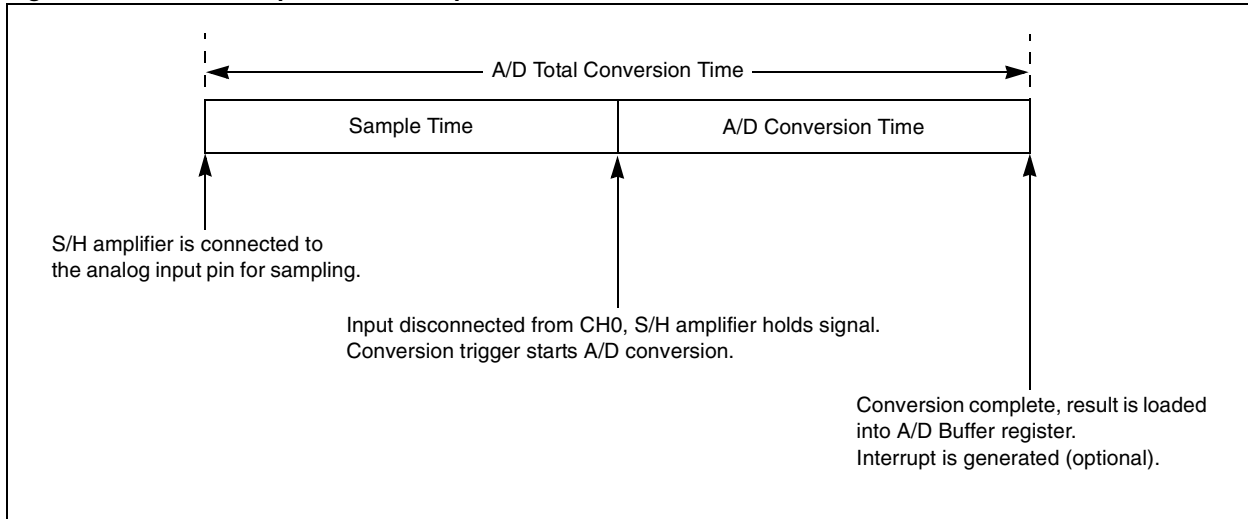 A/D Total Conversion Time
Sample Time
A/D Conversion Time
S/H amplifier is connected to
the analog input pin for sampling.
Input disconnected from CH0, S/H amplifier holds signal.
Conversion trigger starts A/D conversion.
Conversion complete, result is loaded
into A/D Buffer register.
Interrupt is generated (optional).